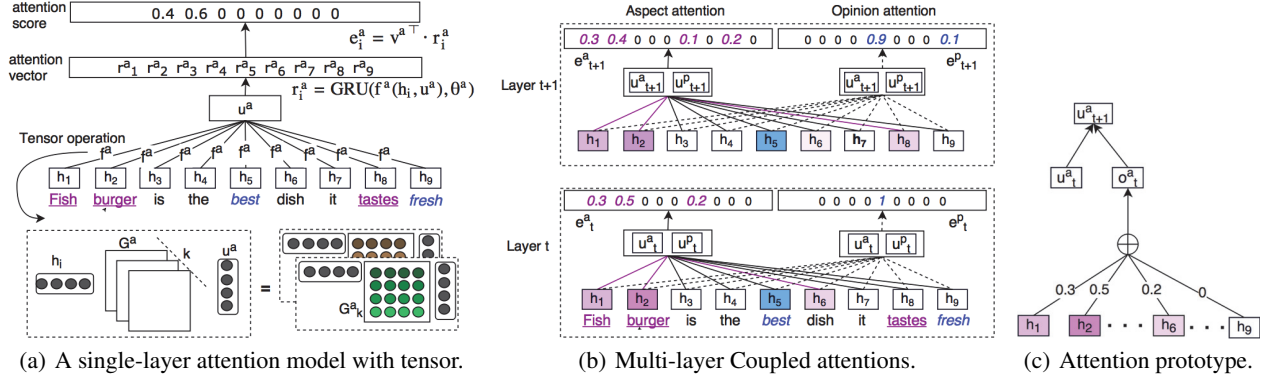 attention score
0.4 0.6 0 0 0 0 0 0 0
e^a_i = v^a⊤ · r^a_i
attention vector
r^a_1 r^a_2 r^a_3 r^a_4 r^a_5 r^a_6 r^a_7 r^a_8 r^a_9
r^a_i = GRU(f^a(h_i, u^a), θ^a)
u^a
Tensor operation
f^a f^a f^a f^a f^a f^a f^a f^a f^a
h_1 h_2 h_3 h_4 h_5 h_6 h_7 h_8 h_9
Fish burger is the best dish it tastes fresh
h_i G^a k u^a
=
G^a_k
(a) A single-layer attention model with tensor.
Aspect attention Opinion attention
0.3 0.4 0 0 0 0.1 0 0.2 0
0 0 0 0 0.9 0 0 0 0.1
e^a_t+1 e^p_t+1
Layer t+1
u^a_t+1 u^p_t+1 u^a_t+1 u^p_t+1
h_1 h_2 h_3 h_4 h_5 h_6 h_7 h_8 h_9
0.3 0.5 0 0 0 0.2 0 0 0
0 0 0 0 1 0 0 0 0
e^a_t e^p_t
Layer t
u^a_t u^p_t u^a_t u^p_t
h_1 h_2 h_3 h_4 h_5 h_6 h_7 h_8 h_9
Fish burger is the best dish it tastes fresh
(b) Multi-layer Coupled attentions.
u^a_t+1
u^a_t o^a_t
0.3 0.5 0.2 0
h_1 h_2 · · · h_6 · · · h_9
(c) Attention prototype.